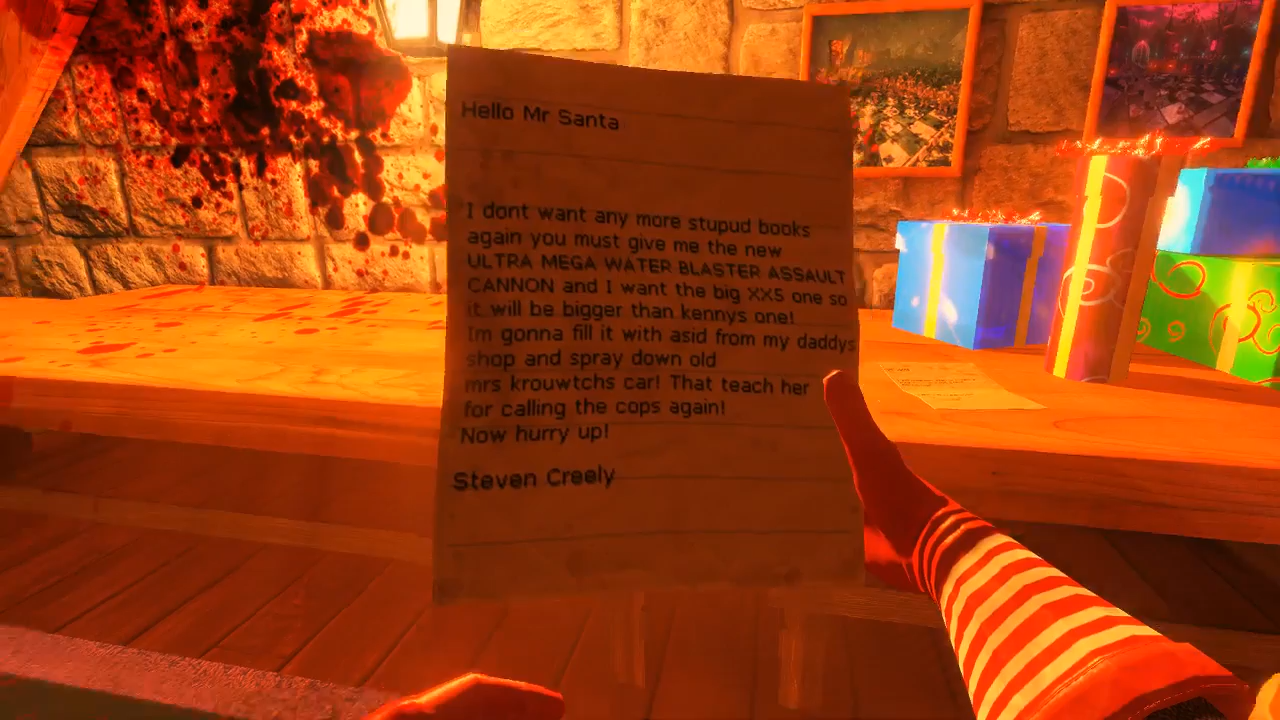 Hello Mr Santa
I dont want any more stupud books
again you must give me the new
ULTRA MEGA WATER BLASTER ASSAULT
CANNON and I want the big XXS one so
it will be bigger than kennys one!
Im gonna fill it with asid from my daddys
shop and spray down old
mrs krouwtchs car! That teach her
for calling the cops again!
Now hurry up!
Steven Creely